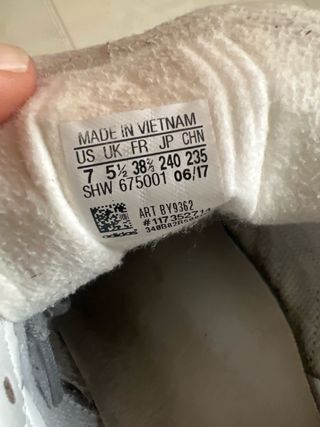 MADE IN VIETNAM
US UK FR JP CHN
7 5½ 38⅔ 240 235
SHW 675001 06/17
ART BY9362
#117352714
adidas